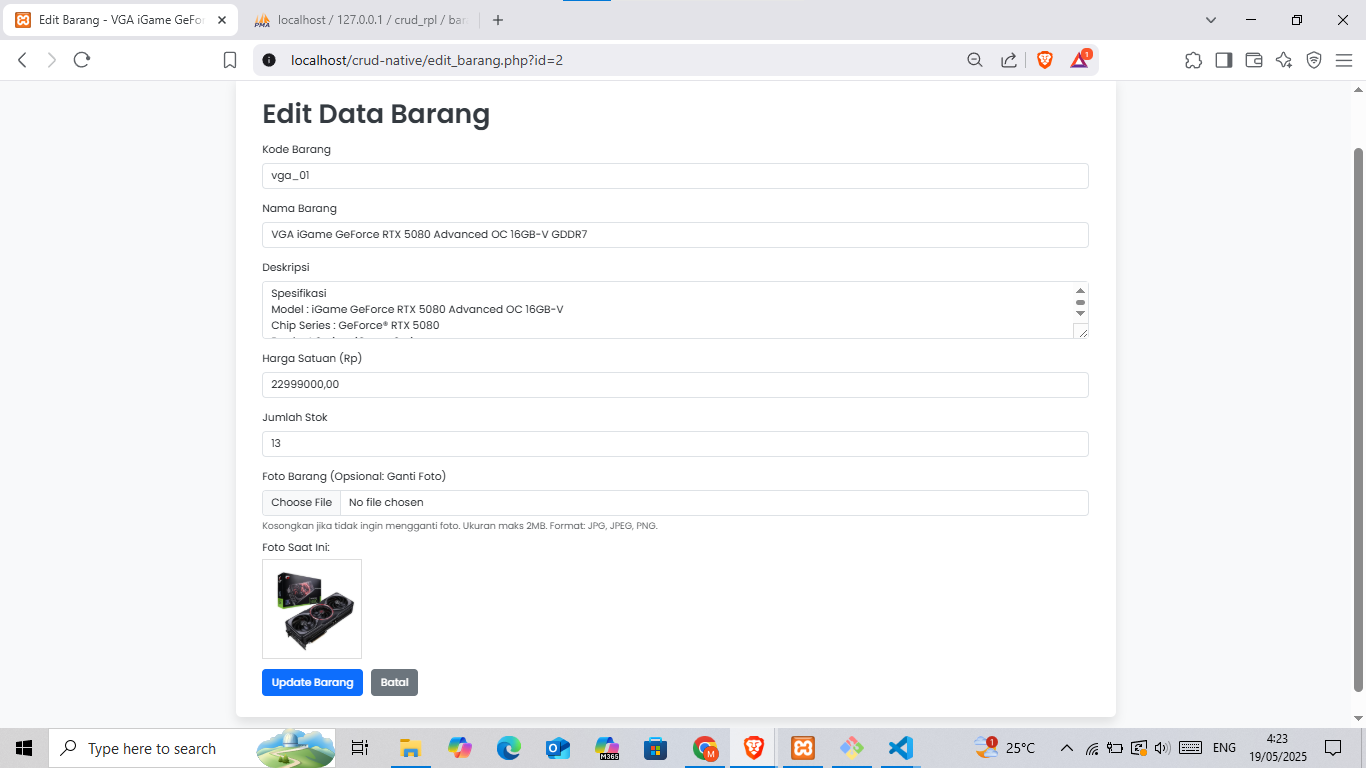 Edit Barang - VGA iGame GeFor
localhost / 127.0.0.1 / crud_rpl / bar
localhost/crud-native/edit_barang.php?id=2
1
Edit Data Barang
Kode Barang
vga_01
Nama Barang
VGA iGame GeForce RTX 5080 Advanced OC 16GB-V GDDR7
Deskripsi
Spesifikasi
Model : iGame GeForce RTX 5080 Advanced OC 16GB-V
Chip Series : GeForce® RTX 5080
Harga Satuan (Rp)
22999000,00
Jumlah Stok
13
Foto Barang (Opsional: Ganti Foto)
Choose File No file chosen
Kosongkan jika tidak ingin mengganti foto. Ukuran maks 2MB. Format: JPG, JPEG, PNG.
Foto Saat Ini:
Update Barang Batal
Type here to search
M365
M
1
25°C
ENG
4:23
19/05/2025